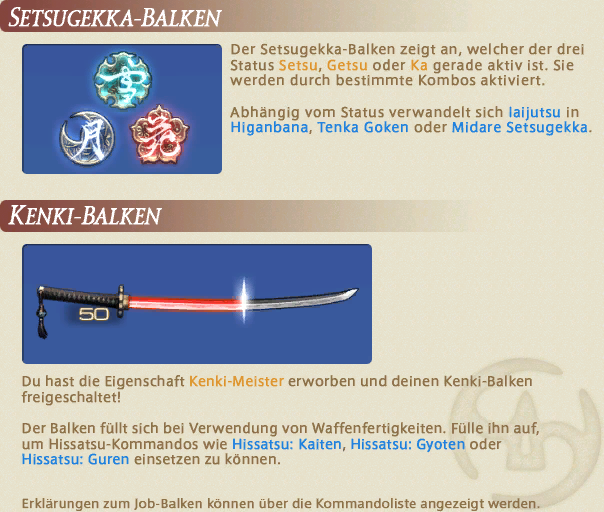 Setsugekka-Balken
雪
月
花
Der Setsugekka-Balken zeigt an, welcher der drei
Status Setsu, Getsu oder Ka gerade aktiv ist. Sie
werden durch bestimmte Kombos aktiviert.
Abhängig vom Status verwandelt sich Iaijutsu in
Higanbana, Tenka Goken oder Midare Setsugekka.
Kenki-Balken
50
Du hast die Eigenschaft Kenki-Meister erworben und deinen Kenki-Balken
freigeschaltet!
Der Balken füllt sich bei Verwendung von Waffenfertigkeiten. Fülle ihn auf,
um Hissatsu-Kommandos wie Hissatsu: Kaiten, Hissatsu: Gyoten oder
Hissatsu: Guren einsetzen zu können.
Erklärungen zum Job-Balken können über die Kommandoliste angezeigt werden.